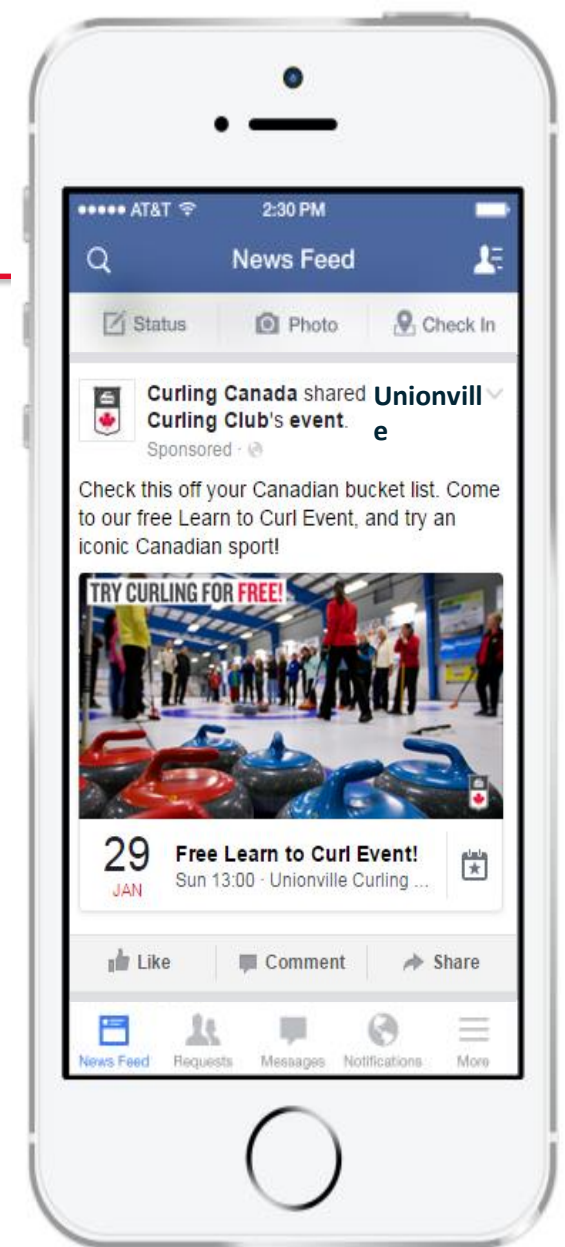 AT&T 2:30 PM
News Feed
Status Photo Check In
Curling Canada shared Unionvill
e
Curling Club's event.
Sponsored ·
Check this off your Canadian bucket list. Come
to our free Learn to Curl Event, and try an
iconic Canadian sport!
TRY CURLING FOR FREE!
29 Free Learn to Curl Event!
JAN Sun 13:00 · Unionville Curling ...
Like Comment Share
News Feed Requests Messages Notifications More